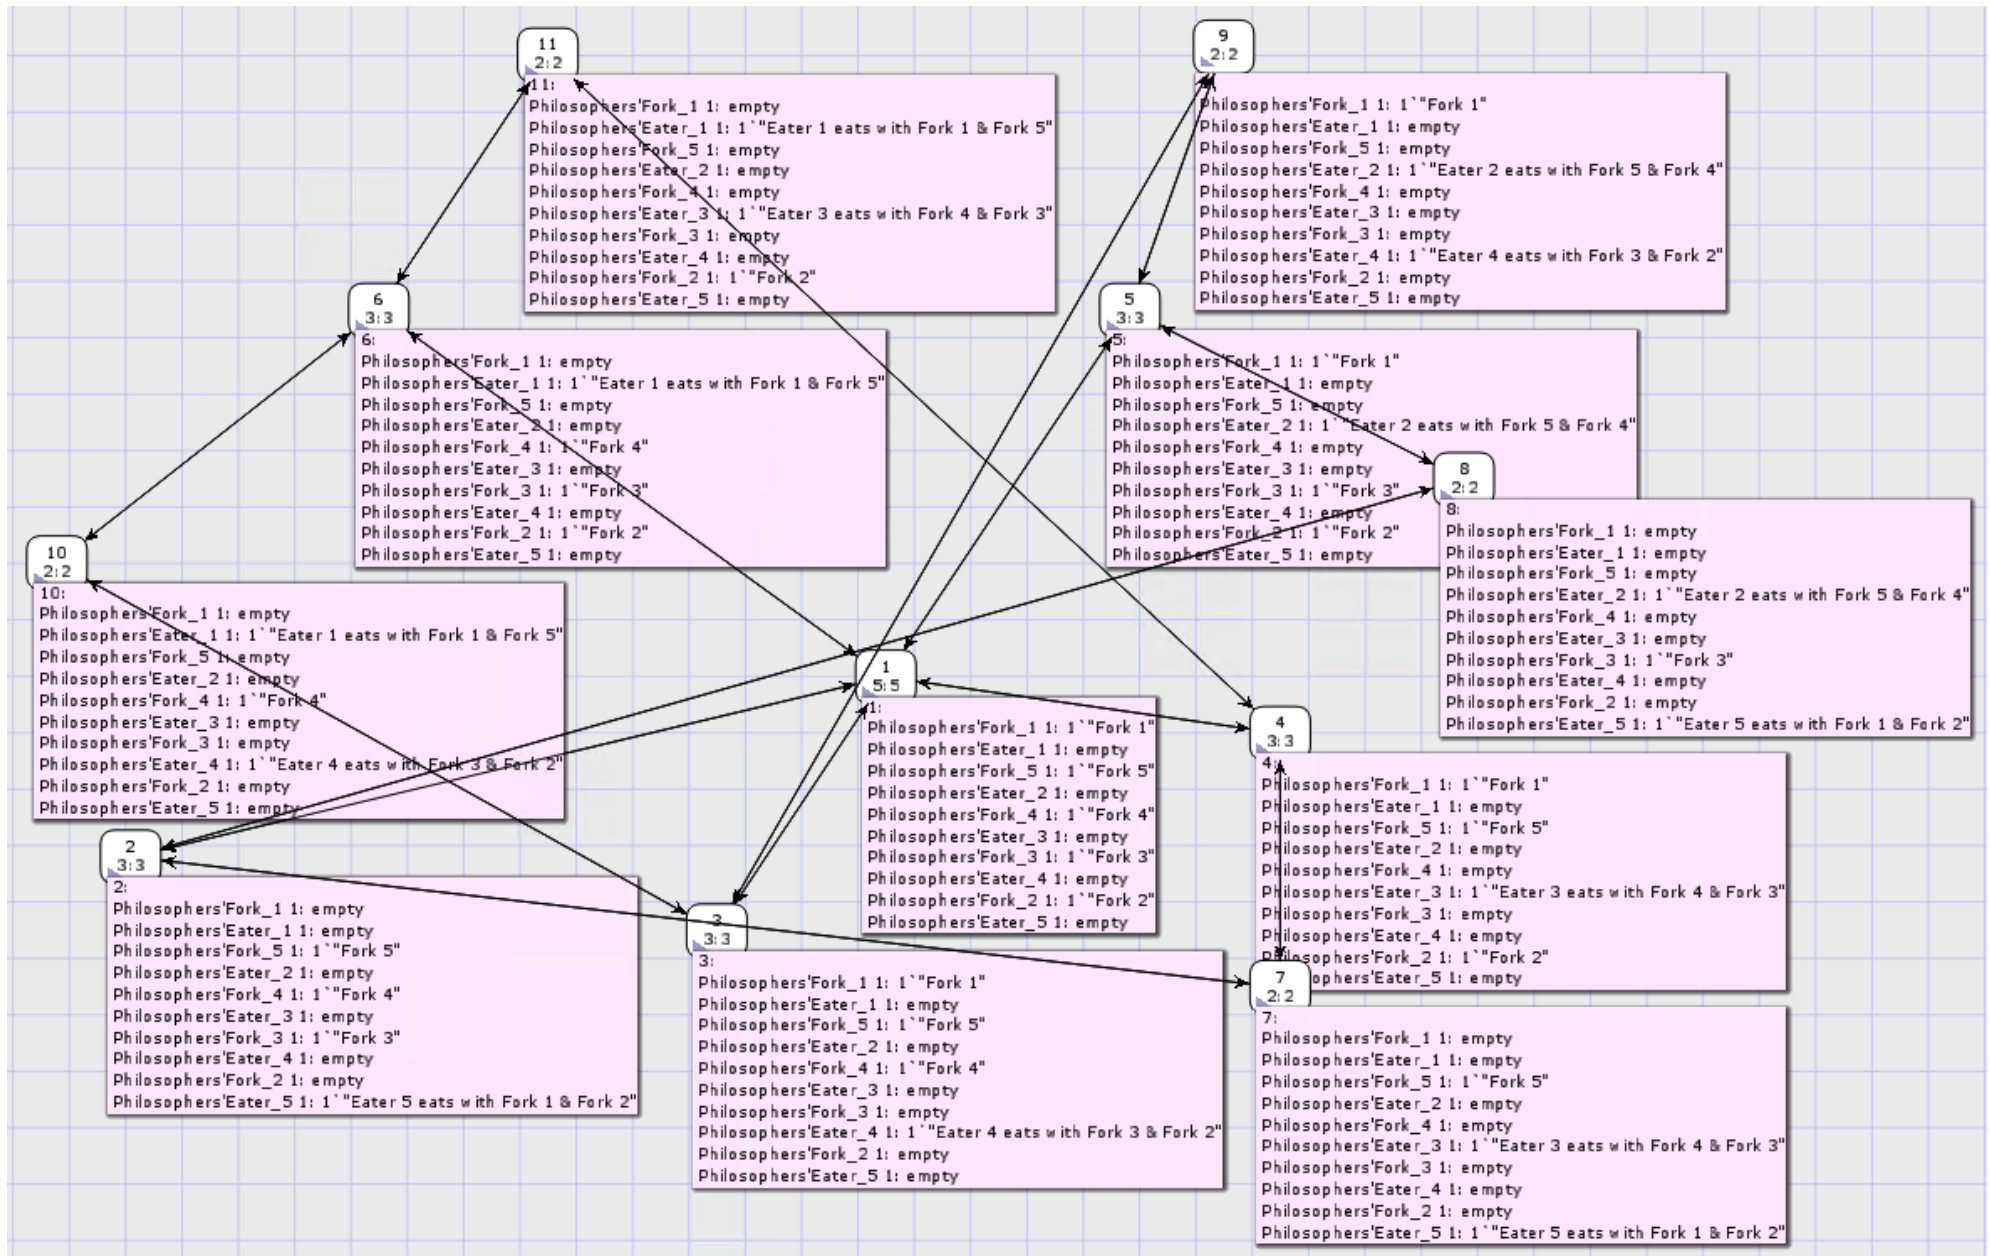 11
2:2
11:
Philosophers'Fork_1 1: empty
Philosophers'Eater_1 1: 1`"Eater 1 eats with Fork 1 & Fork 5"
Philosophers'Fork_5 1: empty
Philosophers'Eater_2 1: empty
Philosophers'Fork_4 1: empty
Philosophers'Eater_3 1: 1`"Eater 3 eats with Fork 4 & Fork 3"
Philosophers'Fork_3 1: empty
Philosophers'Eater_4 1: empty
Philosophers'Fork_2 1: 1`"Fork 2"
Philosophers'Eater_5 1: empty
9
2:2
Philosophers'Fork_1 1: 1`"Fork 1"
Philosophers'Eater_1 1: empty
Philosophers'Fork_5 1: empty
Philosophers'Eater_2 1: 1`"Eater 2 eats with Fork 5 & Fork 4"
Philosophers'Fork_4 1: empty
Philosophers'Eater_3 1: empty
Philosophers'Fork_3 1: empty
Philosophers'Eater_4 1: 1`"Eater 4 eats with Fork 3 & Fork 2"
Philosophers'Fork_2 1: empty
Philosophers'Eater_5 1: empty
6
3:3
6:
Philosophers'Fork_1 1: empty
Philosophers'Eater_1 1: 1`"Eater 1 eats with Fork 1 & Fork 5"
Philosophers'Fork_5 1: empty
Philosophers'Eater_2 1: empty
Philosophers'Fork_4 1: 1`"Fork 4"
Philosophers'Eater_3 1: empty
Philosophers'Fork_3 1: 1`"Fork 3"
Philosophers'Eater_4 1: empty
Philosophers'Fork_2 1: 1`"Fork 2"
Philosophers'Eater_5 1: empty
5
3:3
5:
Philosophers'Fork_1 1: 1`"Fork 1"
Philosophers'Eater_1 1: empty
Philosophers'Fork_5 1: empty
Philosophers'Eater_2 1: 1`"Eater 2 eats with Fork 5 & Fork 4"
Philosophers'Fork_4 1: empty
Philosophers'Eater_3 1: empty
Philosophers'Fork_3 1: 1`"Fork 3"
Philosophers'Eater_4 1: empty
Philosophers'Fork_2 1: 1`"Fork 2"
Philosophers'Eater_5 1: empty
8
2:2
8:
Philosophers'Fork_1 1: empty
Philosophers'Eater_1 1: empty
Philosophers'Fork_5 1: empty
Philosophers'Eater_2 1: 1`"Eater 2 eats with Fork 5 & Fork 4"
Philosophers'Fork_4 1: empty
Philosophers'Eater_3 1: empty
Philosophers'Fork_3 1: 1`"Fork 3"
Philosophers'Eater_4 1: empty
Philosophers'Fork_2 1: empty
Philosophers'Eater_5 1: 1`"Eater 5 eats with Fork 1 & Fork 2"
10
2:2
10:
Philosophers'Fork_1 1: empty
Philosophers'Eater_1 1: 1`"Eater 1 eats with Fork 1 & Fork 5"
Philosophers'Fork_5 1: empty
Philosophers'Eater_2 1: empty
Philosophers'Fork_4 1: 1`"Fork 4"
Philosophers'Eater_3 1: empty
Philosophers'Fork_3 1: empty
Philosophers'Eater_4 1: 1`"Eater 4 eats with Fork 3 & Fork 2"
Philosophers'Fork_2 1: empty
Philosophers'Eater_5 1: empty
1
5:5
1:
Philosophers'Fork_1 1: 1`"Fork 1"
Philosophers'Eater_1 1: empty
Philosophers'Fork_5 1: 1`"Fork 5"
Philosophers'Eater_2 1: empty
Philosophers'Fork_4 1: 1`"Fork 4"
Philosophers'Eater_3 1: empty
Philosophers'Fork_3 1: 1`"Fork 3"
Philosophers'Eater_4 1: empty
Philosophers'Fork_2 1: 1`"Fork 2"
Philosophers'Eater_5 1: empty
4
3:3
4:
Philosophers'Fork_1 1: 1`"Fork 1"
Philosophers'Eater_1 1: empty
Philosophers'Fork_5 1: 1`"Fork 5"
Philosophers'Eater_2 1: empty
Philosophers'Fork_4 1: empty
Philosophers'Eater_3 1: 1`"Eater 3 eats with Fork 4 & Fork 3"
Philosophers'Fork_3 1: empty
Philosophers'Eater_4 1: empty
Philosophers'Fork_2 1: 1`"Fork 2"
sophers'Eater_5 1: empty
2
3:3
2:
Philosophers'Fork_1 1: empty
Philosophers'Eater_1 1: empty
Philosophers'Fork_5 1: 1`"Fork 5"
Philosophers'Eater_2 1: empty
Philosophers'Fork_4 1: 1`"Fork 4"
Philosophers'Eater_3 1: empty
Philosophers'Fork_3 1: 1`"Fork 3"
Philosophers'Eater_4 1: empty
Philosophers'Fork_2 1: empty
Philosophers'Eater_5 1: 1`"Eater 5 eats with Fork 1 & Fork 2"
3
3:3
3:
Philosophers'Fork_1 1: 1`"Fork 1"
Philosophers'Eater_1 1: empty
Philosophers'Fork_5 1: 1`"Fork 5"
Philosophers'Eater_2 1: empty
Philosophers'Fork_4 1: 1`"Fork 4"
Philosophers'Eater_3 1: empty
Philosophers'Fork_3 1: empty
Philosophers'Eater_4 1: 1`"Eater 4 eats with Fork 3 & Fork 2"
Philosophers'Fork_2 1: empty
Philosophers'Eater_5 1: empty
7
2:2
7:
Philosophers'Fork_1 1: empty
Philosophers'Eater_1 1: empty
Philosophers'Fork_5 1: 1`"Fork 5"
Philosophers'Eater_2 1: empty
Philosophers'Fork_4 1: empty
Philosophers'Eater_3 1: 1`"Eater 3 eats with Fork 4 & Fork 3"
Philosophers'Fork_3 1: empty
Philosophers'Eater_4 1: empty
Philosophers'Fork_2 1: empty
Philosophers'Eater_5 1: 1`"Eater 5 eats with Fork 1 & Fork 2"